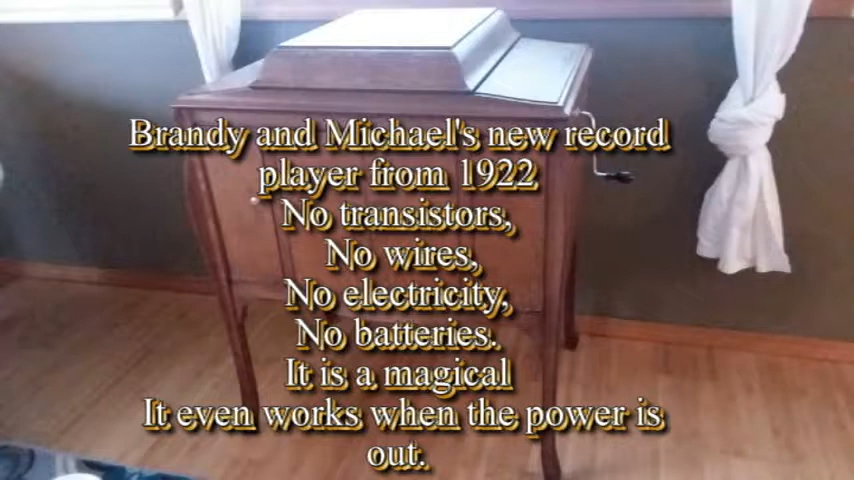 Brandy and Michael's new record
player from 1922
No transistors,
No wires,
No electricity,
No batteries.
It is a magical
It even works when the power is
out.